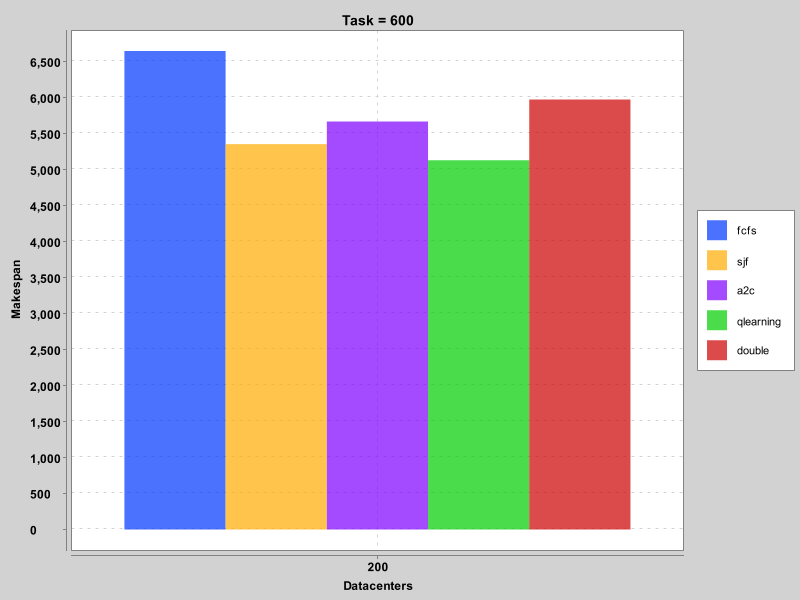 Task = 600
Makespan
6,500
6,000
5,500
5,000
4,500
4,000
3,500
3,000
2,500
2,000
1,500
1,000
500
0
200
Datacenters
fcfs
sjf
a2c
qlearning
double